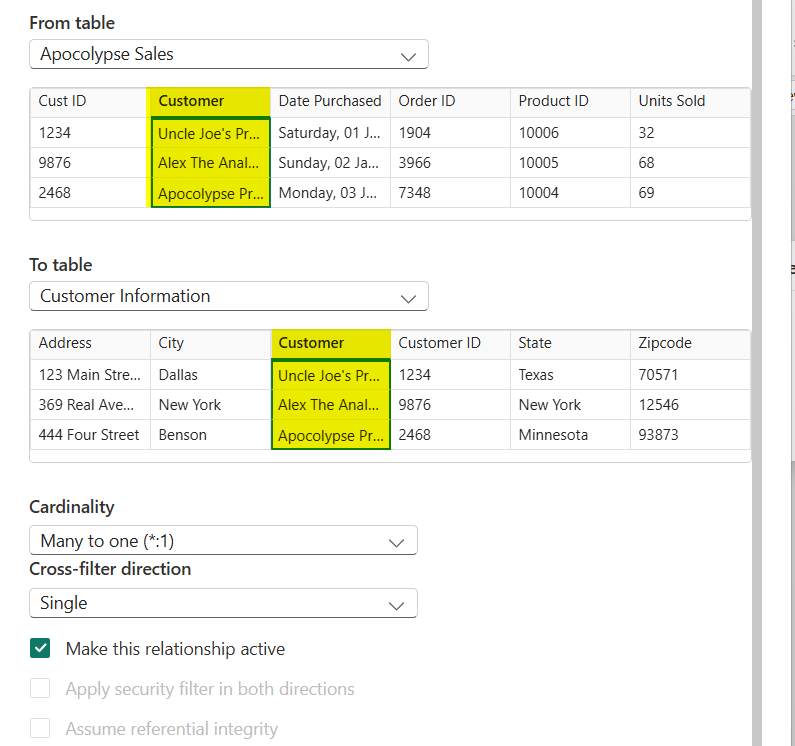 From table
Apocolypse Sales
Cust ID Customer Date Purchased Order ID Product ID Units Sold
1234 Uncle Joe's Pr... Saturday, 01 J... 1904 10006 32
9876 Alex The Anal... Sunday, 02 Ja... 3966 10005 68
2468 Apocolypse Pr... Monday, 03 J... 7348 10004 69
To table
Customer Information
Address City Customer Customer ID State Zipcode
123 Main Stre... Dallas Uncle Joe's Pr... 1234 Texas 70571
369 Real Ave... New York Alex The Anal... 9876 New York 12546
444 Four Street Benson Apocolypse Pr... 2468 Minnesota 93873
Cardinality
Many to one (*:1)
Cross-filter direction
Single
Make this relationship active
Apply security filter in both directions
Assume referential integrity